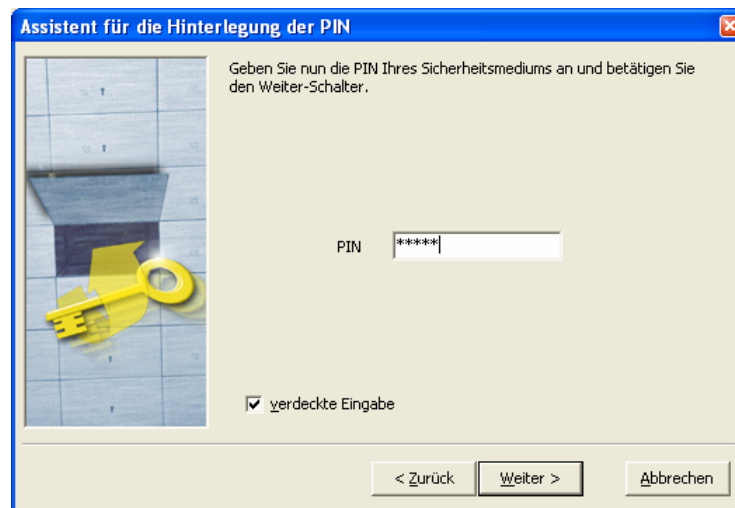 Assistent für die Hinterlegung der PIN
Geben Sie nun die PIN Ihres Sicherheitsmediums an und betätigen Sie
den Weiter-Schalter.
PIN *****
verdeckte Eingabe
< Zurück Weiter > Abbrechen